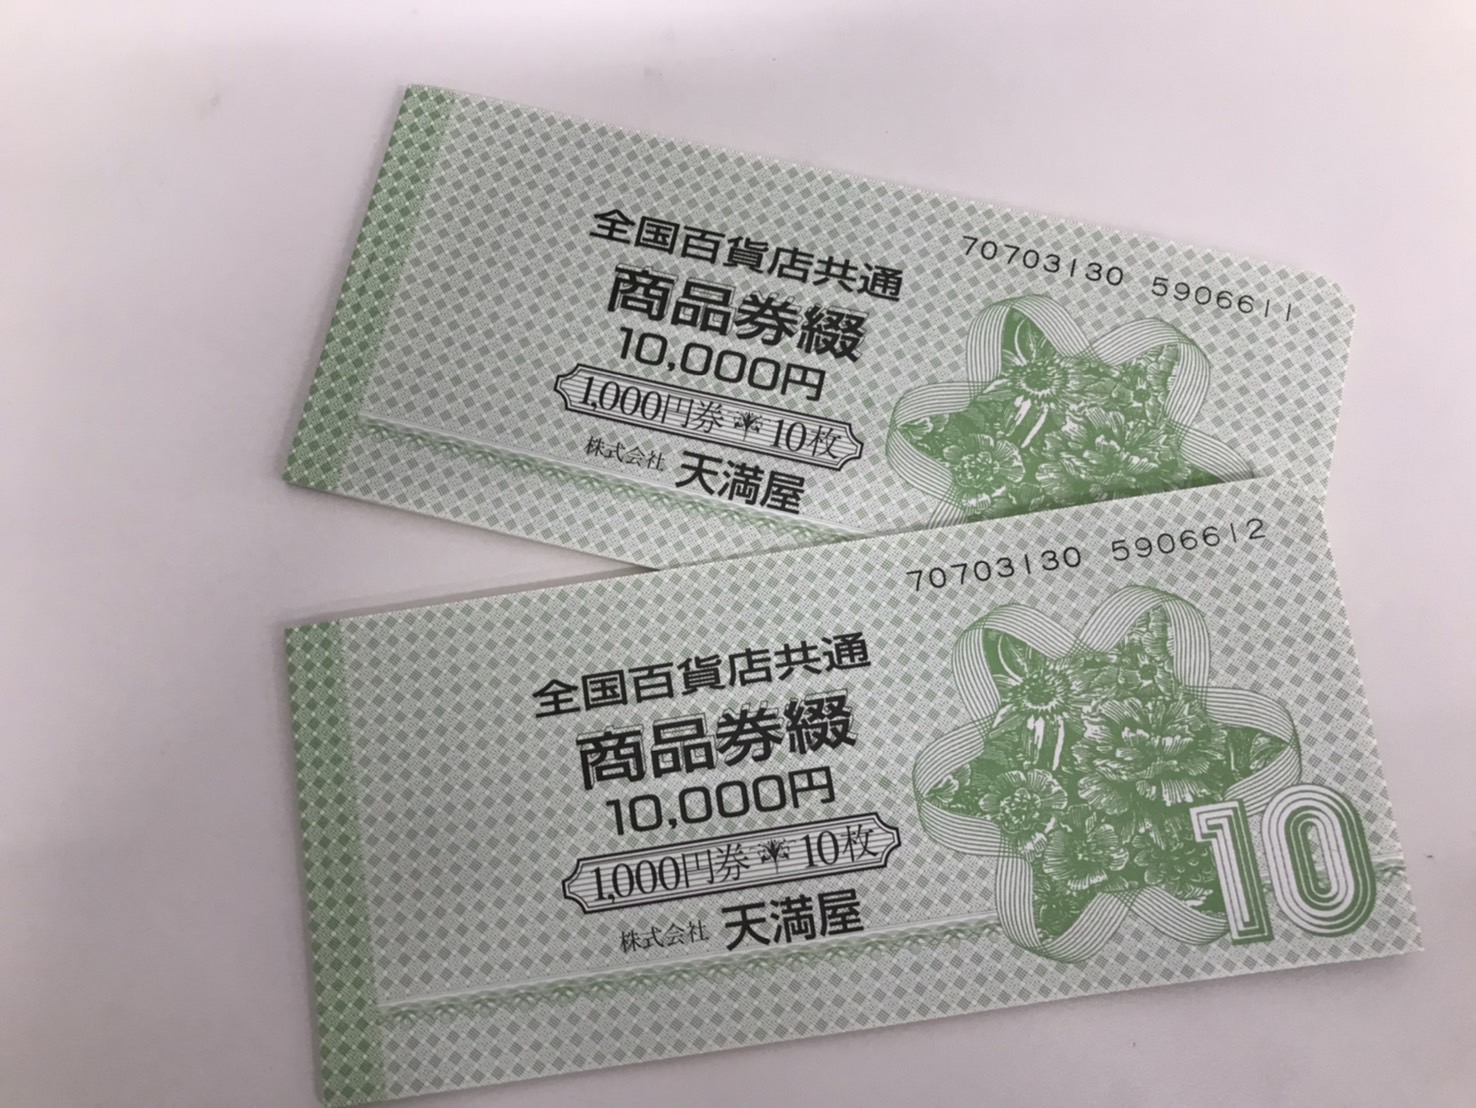 70703130 5906611
全国百貨店共通
商品券綴
10,000円
1,000円券 10枚
株式会社 天満屋
70703130 5906612
全国百貨店共通
商品券綴
10,000円
1,000円券 10枚
株式会社 天満屋
10